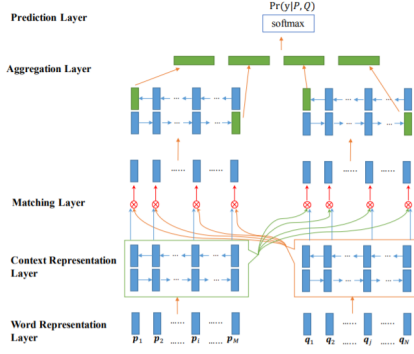 Pr(y|P, Q)
Prediction Layer
softmax
Aggregation Layer
... ...
... ...
... ...
... ...
...... ......
Matching Layer
Context Representation
Layer
... ...
... ...
... ...
... ...
Word Representation
Layer
...... ...... ...... ......
p1 p2 ...... pi ...... pM q1 q2 ...... qj ...... qN